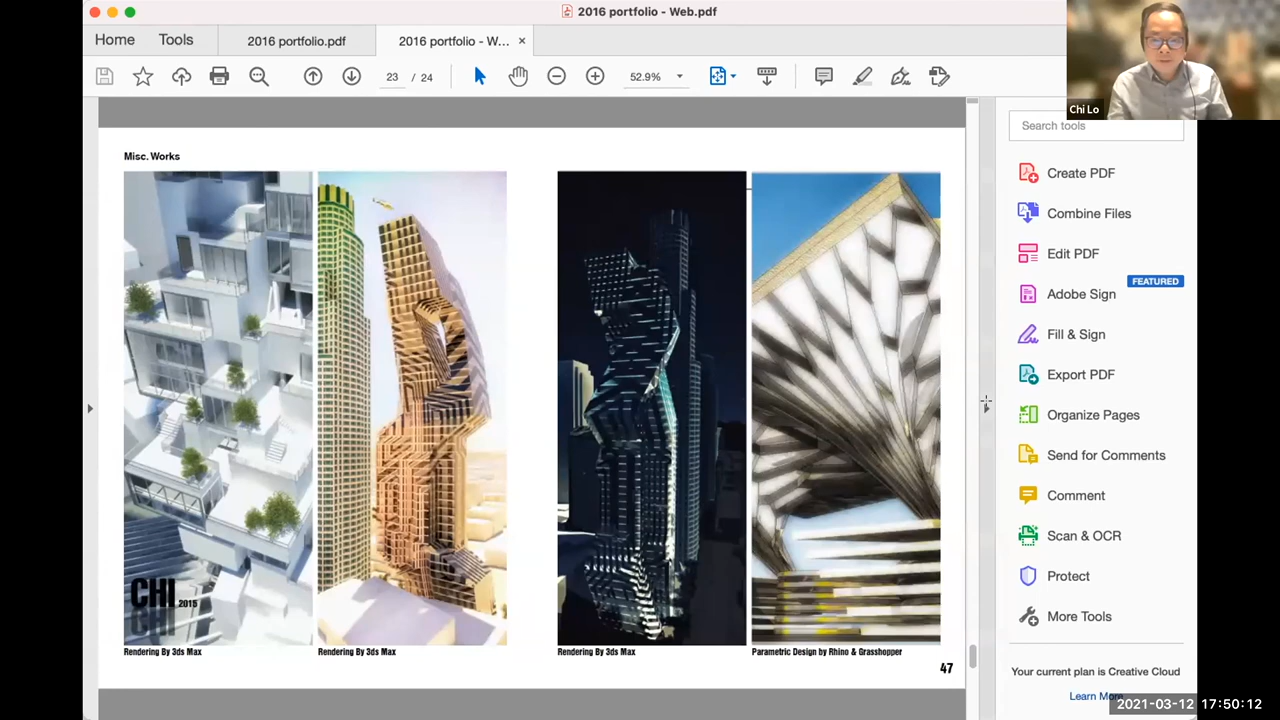 2016 portfolio - Web.pdf
Home Tools 2016 portfolio.pdf 2016 portfolio - W... ×
23 / 24 52.9%
Chi Lo
Search tools
Misc. Works
Create PDF
Combine Files
Edit PDF
FEATURED
Adobe Sign
Fill & Sign
Export PDF
Organize Pages
Send for Comments
Comment
Scan & OCR
Protect
More Tools
CHI 2015
CHI
Rendering By 3ds Max
Rendering By 3ds Max
Rendering By 3ds Max
Parametric Design by Rhino & Grasshopper
47
Your current plan is Creative Cloud
Learn More
2021-03-12 17:50:12